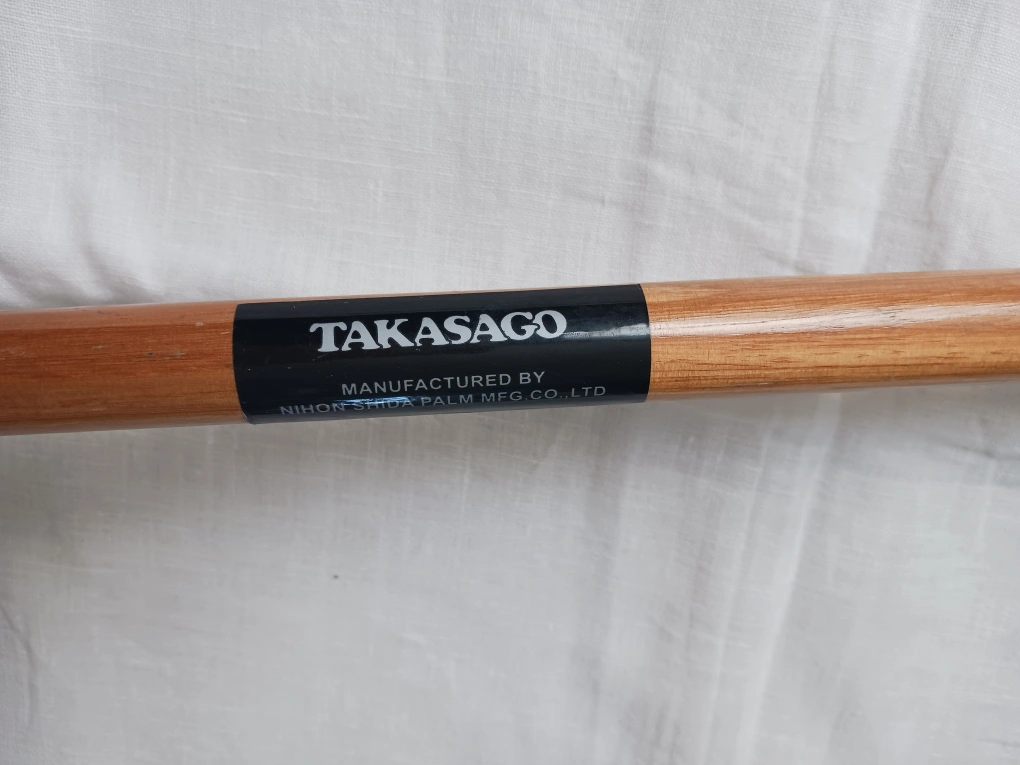 TAKASAGO
MANUFACTURED BY
NIHON SHIDA PALM MFG.CO.,LTD